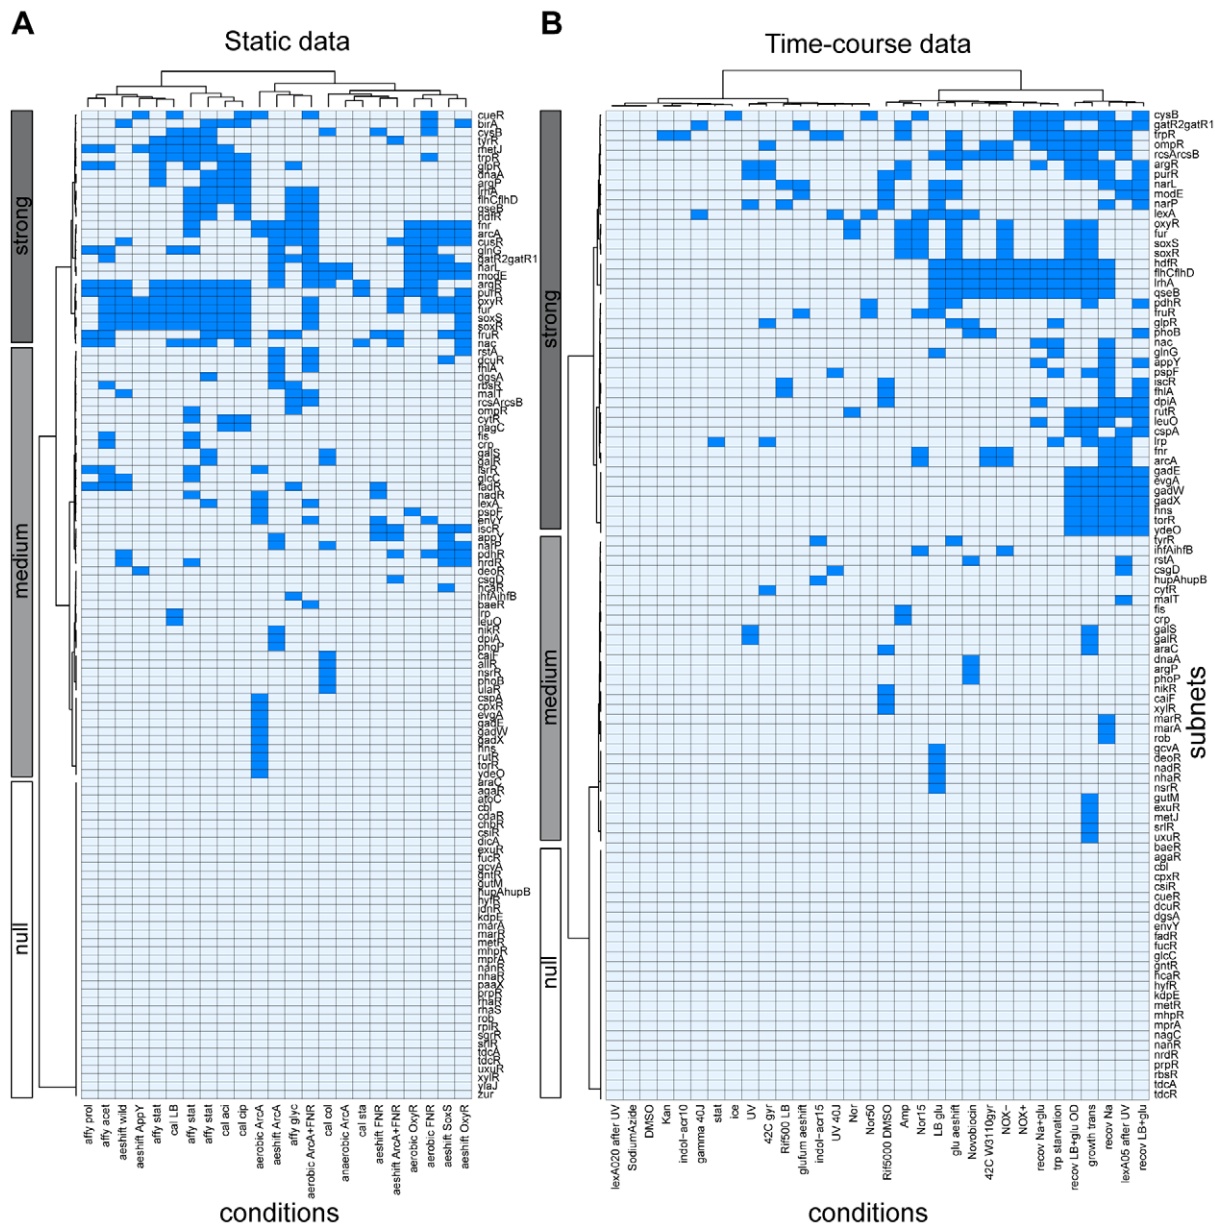 A
B
Static data
Time-course data
strong
medium
null
cueR
birA
cysB
tyrR
metJ
trpR
glpR
dnaA
argP
lrhA
flhCflhD
qseB
hdfR
fnr
arcA
cusR
glnG
gatR2gatR1
narL
modE
argR
purR
oxyR
fur
soxS
soxR
fruR
nac
rstA
dcuR
fhlA
dgsA
rbsR
malT
rcsArcsB
ompR
cytR
nagC
fis
crp
galS
galR
lsrR
glcC
fadR
nadR
lexA
pspF
envY
iscR
appY
narP
pdhR
nrdR
deoR
csgD
hcaR
ihfAihfB
baeR
lrp
leuO
nikR
dpiA
phoP
caiF
allR
nsrR
phoB
ulaR
cspA
cpxR
evgA
gadE
gadW
gadX
hns
rutR
torR
ydeO
araC
agaR
atoC
cbl
cdaR
chbR
csiR
dicA
exuR
fucR
gcvA
gntR
gutM
hupAhupB
hyfR
idnR
kdpE
marA
marR
metR
mhpR
mprA
nanR
nhaR
paaX
prpR
rhaR
rhaS
rob
rpiR
sgrR
srlR
tdcA
tdcR
uxuR
xylR
yiaJ
zur
affy prol
affy acet
aeshift wild
aeshift AppY
affy stat
cal LB
affy stat
affy stat
cal aci
cal cip
aerobic ArcA
aeshift ArcA
affy glyc
aerobic ArcA+FNR
cal col
anaerobic ArcA
cal sta
aeshift FNR
aeshift ArcA+FNR
aerobic OxyR
aerobic FNR
aeshift SoxS
aeshift OxyR
conditions
strong
medium
null
cysB
gatR2gatR1
trpR
ompR
rcsArcsB
argR
purR
narL
modE
narP
lexA
oxyR
fur
soxS
soxR
hdfR
flhCflhD
lrhA
qseB
pdhR
fruR
glpR
phoB
nac
glnG
appY
pspF
iscR
fhlA
dpiA
rutR
leuO
cspA
lrp
fnr
arcA
gadE
evgA
gadW
gadX
hns
torR
ydeO
tyrR
ihfAihfB
rstA
csgD
hupAhupB
cytR
malT
fis
crp
galS
galR
araC
dnaA
argP
phoP
nikR
caiF
xylR
marR
marA
rob
gcvA
deoR
nadR
nhaR
nsrR
gutM
exuR
metJ
srlR
uxuR
baeR
agaR
cbl
cpxR
csiR
cueR
dcuR
dgsA
envY
fadR
fucR
glcC
gntR
hcaR
hyfR
kdpE
metR
mhpR
mprA
nagC
nanR
nrdR
prpR
rbsR
tdcA
tdcR
subnets
lexA020 after UV
SodiumAzide
DMSO
Kan
indol−acr10
gamma 40J
stat
ice
UV
42C gyr
Rif500 LB
glufum aeshift
indol−acr15
UV 40J
Nor
Nor50
Rif5000 DMSO
Amp
Nor15
LB glu
glu aeshift
Novobiocin
42C W3110gyr
NOX−
NOX+
recov Na+glu
trp starvation
recov LB+glu OD
growth trans
recov Na
lexA05 after UV
recov LB+glu
conditions